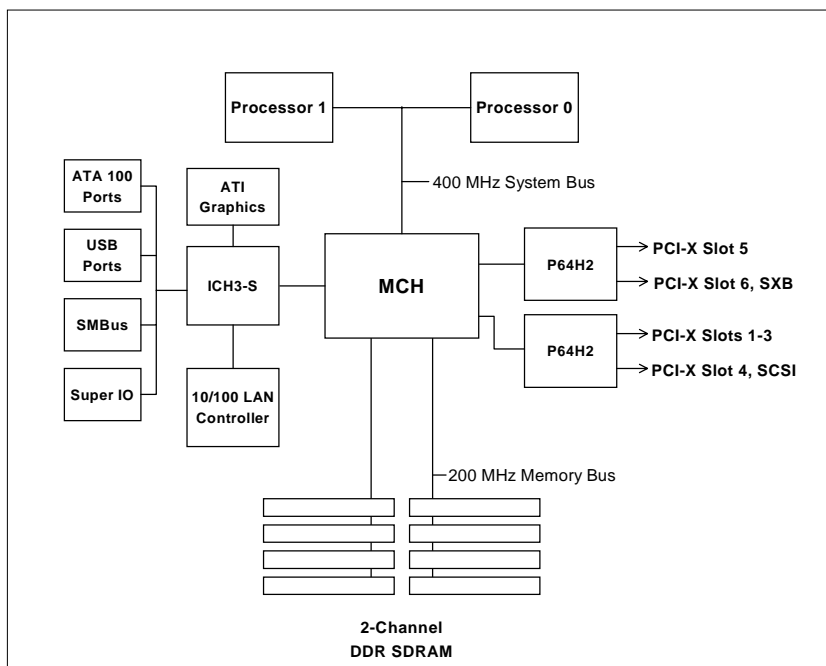 Processor 1
Processor 0
400 MHz System Bus
ATA 100
Ports
ATI
Graphics
USB
Ports
ICH3-S
MCH
P64H2
PCI-X Slot 5
PCI-X Slot 6, SXB
SMBus
P64H2
PCI-X Slots 1-3
PCI-X Slot 4, SCSI
Super IO
10/100 LAN
Controller
200 MHz Memory Bus
2-Channel
DDR SDRAM